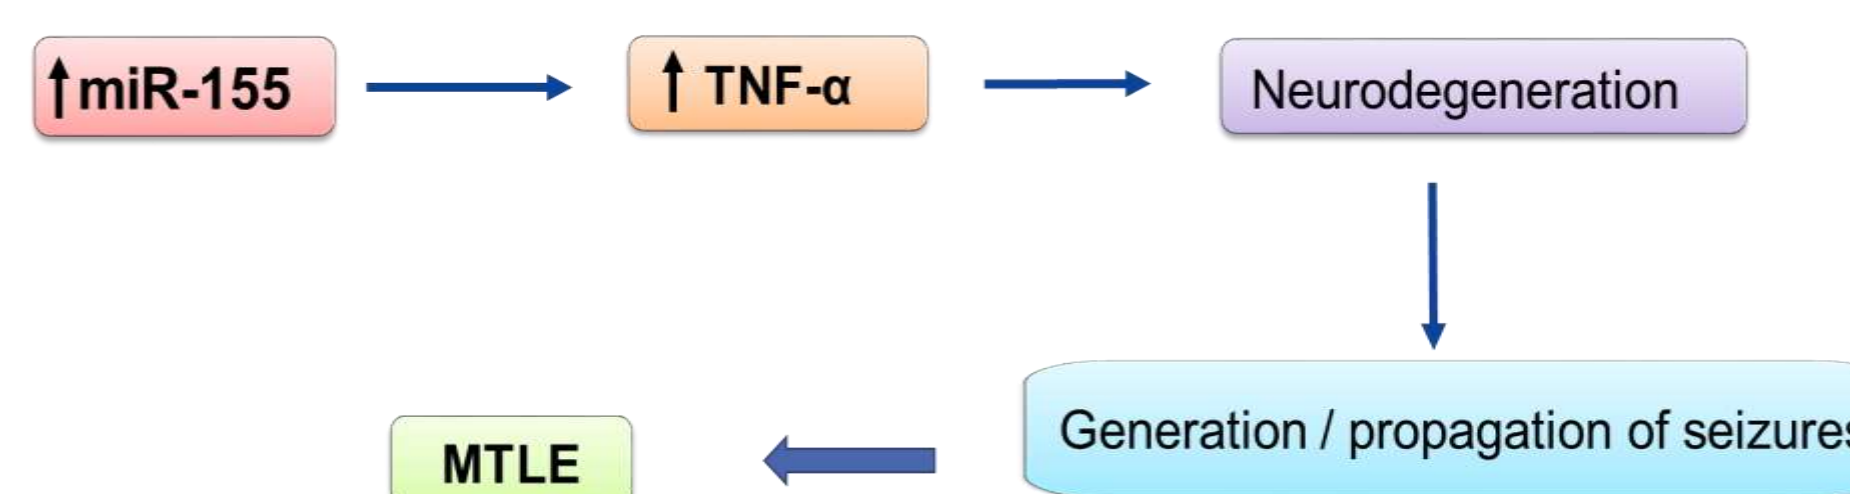 ↑miR-155
↑ TNF-α
Neurodegeneration
Generation / propagation of seizures
MTLE